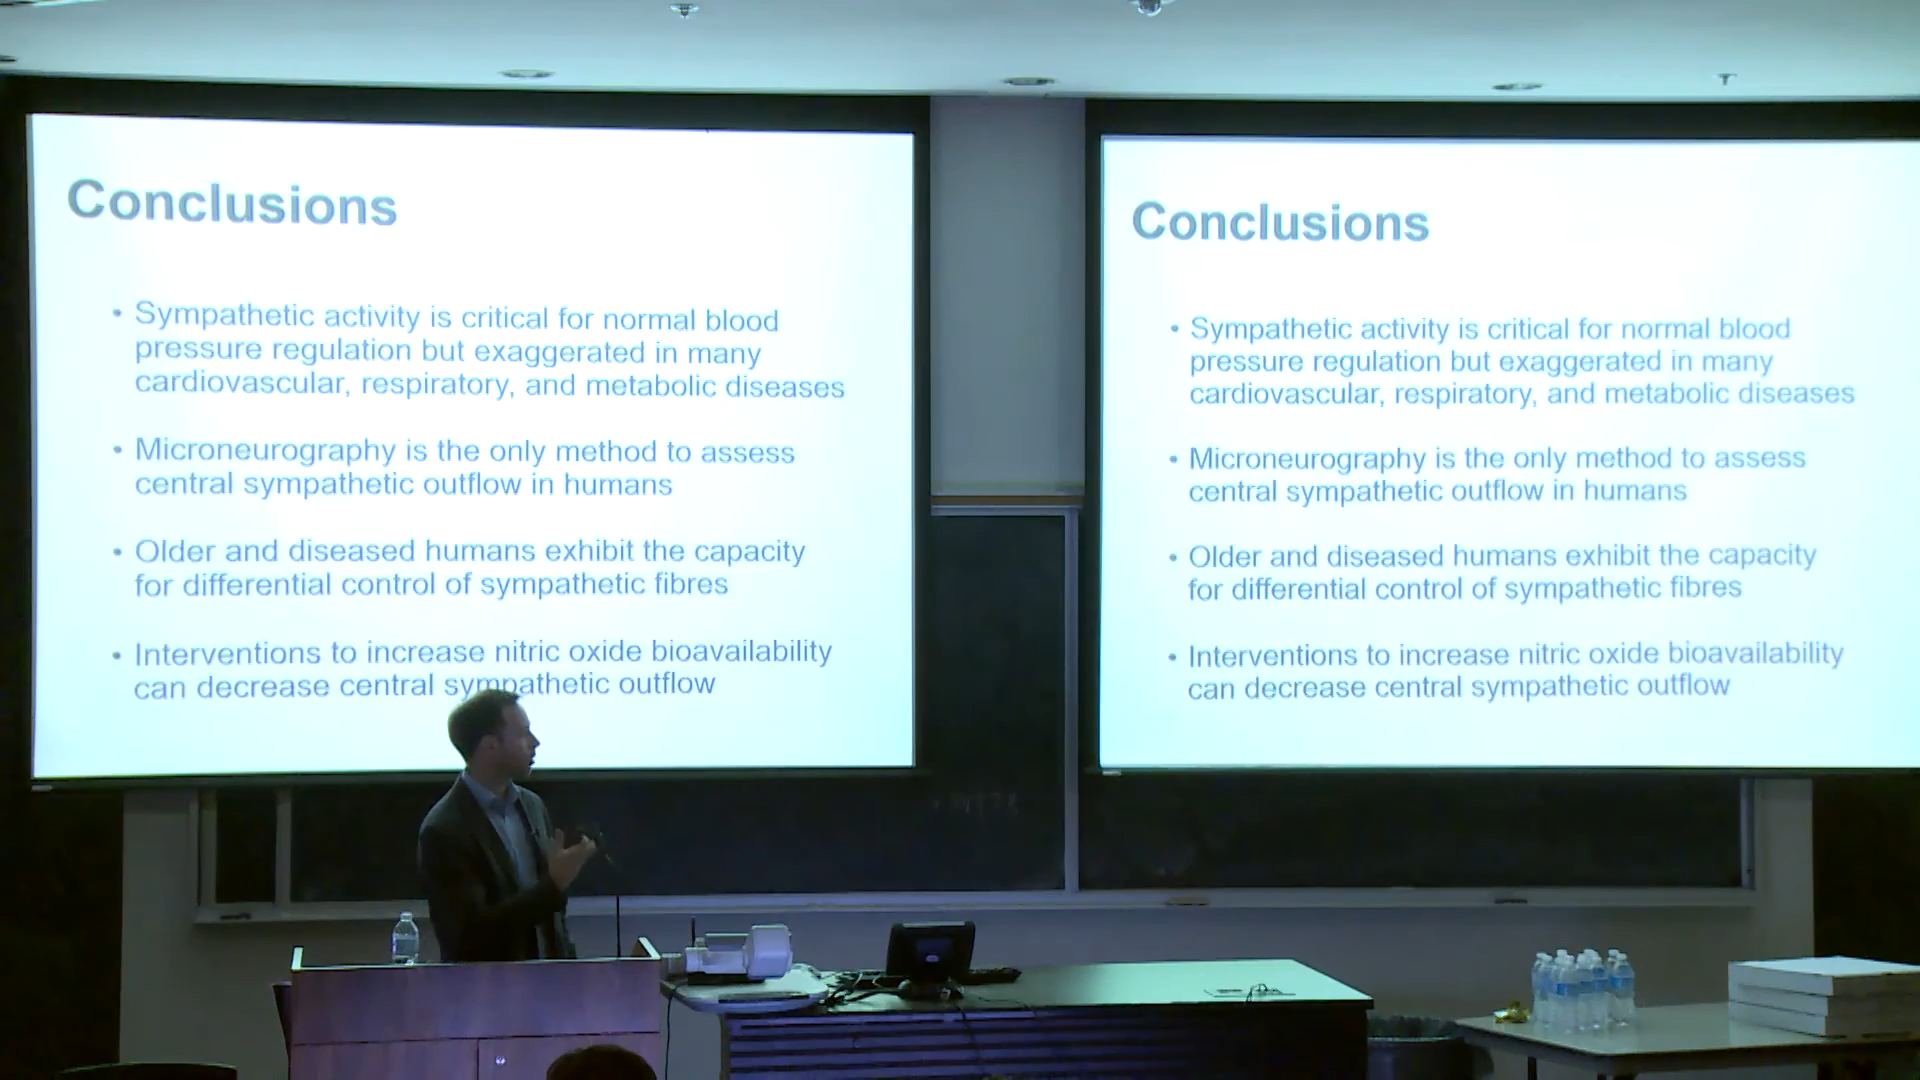 Conclusions
• Sympathetic activity is critical for normal blood
pressure regulation but exaggerated in many
cardiovascular, respiratory, and metabolic diseases
• Microneurography is the only method to assess
central sympathetic outflow in humans
• Older and diseased humans exhibit the capacity
for differential control of sympathetic fibres
• Interventions to increase nitric oxide bioavailability
can decrease central sympathetic outflow
Conclusions
• Sympathetic activity is critical for normal blood
pressure regulation but exaggerated in many
cardiovascular, respiratory, and metabolic diseases
• Microneurography is the only method to assess
central sympathetic outflow in humans
• Older and diseased humans exhibit the capacity
for differential control of sympathetic fibres
• Interventions to increase nitric oxide bioavailability
can decrease central sympathetic outflow